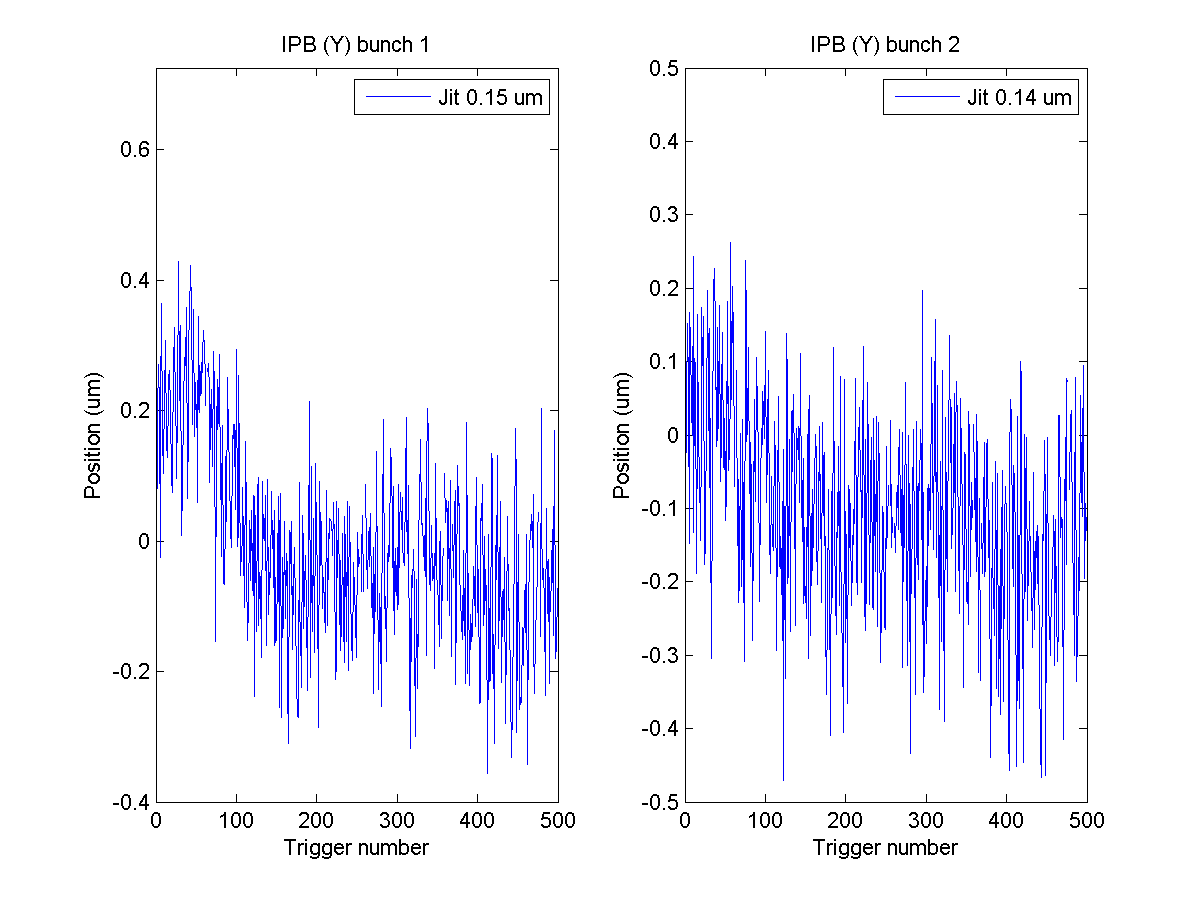 IPB (Y) bunch 1
Jit 0.15 um
0.6
0.4
0.2
0
-0.2
-0.4
Position (um)
0 100 200 300 400 500
Trigger number
IPB (Y) bunch 2
Jit 0.14 um
0.5
0.4
0.3
0.2
0.1
0
-0.1
-0.2
-0.3
-0.4
-0.5
Position (um)
0 100 200 300 400 500
Trigger number